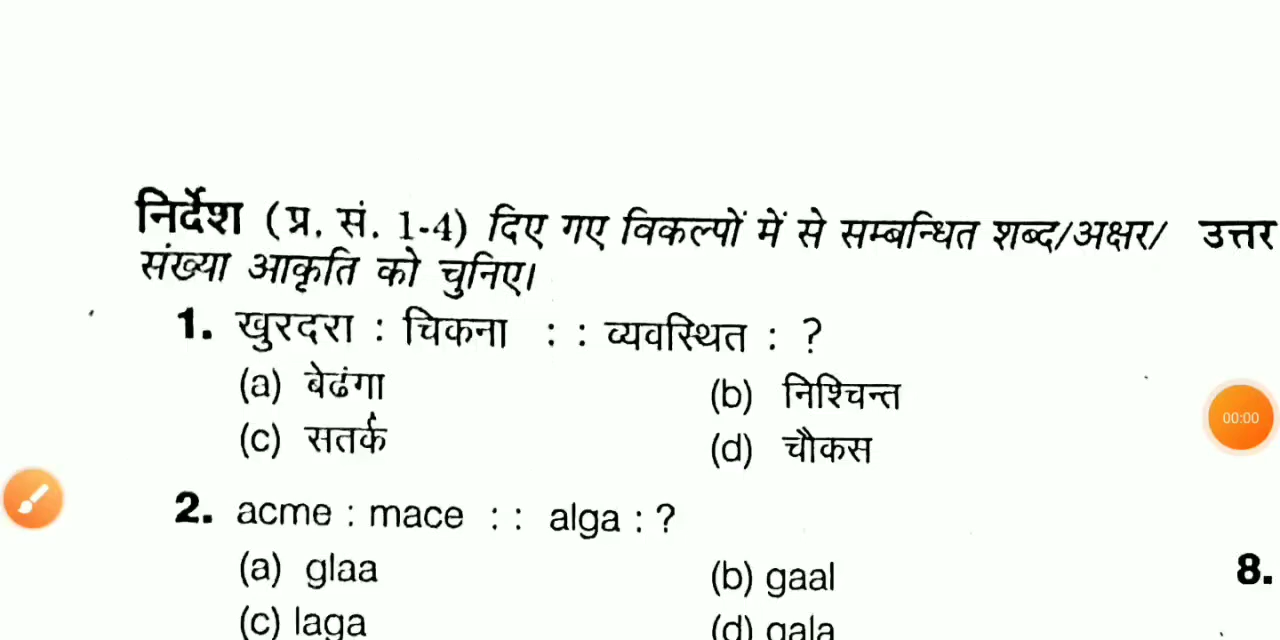 निर्देश (प्र. सं. 1-4) दिए गए विकल्पों में से सम्बन्धित शब्द/अक्षर/
संख्या आकृति को चुनिए।
उत्तर
1. खुरदरा : चिकना : : व्यवस्थित : ?
(a) बेढंगा (b) निश्चिन्त
(c) सतर्क (d) चौकस
2. acme : mace : : alga : ?
(a) glaa (b) gaal
(c) laga (d) gala
8.
00:00